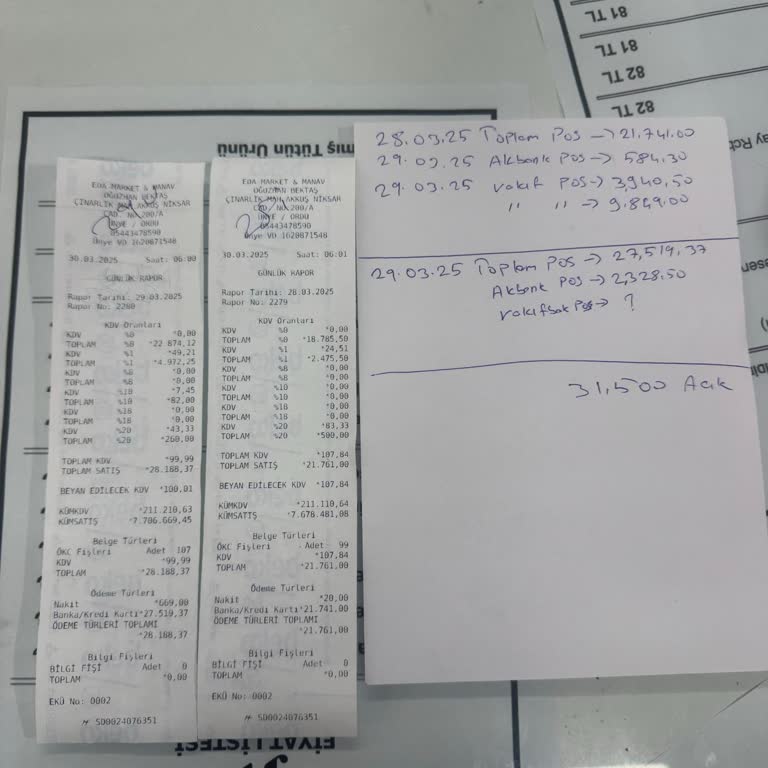 81 TL
81 TL
82 TL
82 TL
mış Tütün Ürünü
EDA MARKET & MANAV
OĞUZHAN BEKTAŞ
ÇINARLIK MAH.AKKUŞ NİKSAR
CAD. NO.200/A
ÜNYE / ORDU
05443478590
Ünye VD 1620871548
30.03.2025 Saat: 06:00
GÜNLÜK RAPOR
Rapor Tarihi: 29.03.2025
Rapor No: 2280
KDV Oranları
KDV %0 *0,00
TOPLAM %0 *22.874,12
KDV %1 *49,21
TOPLAM %1 *4.972,25
KDV %8 *0,00
TOPLAM %8 *0,00
KDV %10 *7,45
TOPLAM %10 *82,00
KDV %18 *0,00
TOPLAM %18 *0,00
KDV %20 *43,33
TOPLAM %20 *260,00
TOPLAM KDV *99,99
TOPLAM SATIŞ *28.188,37
BEYAN EDİLECEK KDV *100,01
KÜMKDV *211.210,63
KÜMSATIŞ *7.706.669,45
Belge Türleri
ÖKC Fişleri Adet 107
KDV *99,99
TOPLAM *28.188,37
Ödeme Türleri
Nakit *669,00
Banka/Kredi Kartı*27.519,37
ÖDEME TÜRLERİ TOPLAMI
*28.188,37
Bilgi Fişleri
BİLGİ FİŞİ Adet 0
TOPLAM *0,00
EKÜ No: 0002
SD0024076351
EDA MARKET & MANAV
OĞUZHAN BEKTAŞ
ÇINARLIK MAH.AKKUŞ NİKSAR
CAD. NO.200/A
ÜNYE / ORDU
05443478590
Ünye VD 1620871548
30.03.2025 Saat: 06:01
GÜNLÜK RAPOR
Rapor Tarihi: 28.03.2025
Rapor No: 2279
KDV Oranları
KDV %0 *0,00
TOPLAM %0 *18.785,50
KDV %1 *24,51
TOPLAM %1 *2.475,50
KDV %8 *0,00
TOPLAM %8 *0,00
KDV %10 *0,00
TOPLAM %10 *0,00
KDV %18 *0,00
TOPLAM %18 *0,00
KDV %20 *83,33
TOPLAM %20 *500,00
TOPLAM KDV *107,84
TOPLAM SATIŞ *21.761,00
BEYAN EDİLECEK KDV *107,84
KÜMKDV *211.110,64
KÜMSATIŞ *7.678.481,08
Belge Türleri
ÖKC Fişleri Adet 99
KDV *107,84
TOPLAM *21.761,00
Ödeme Türleri
Nakit *20,00
Banka/Kredi Kartı*21.741,00
ÖDEME TÜRLERİ TOPLAMI
*21.761,00
Bilgi Fişleri
BİLGİ FİŞİ Adet 0
TOPLAM *0,00
EKÜ No: 0002
SD0024076351
28.03.25 Toplam Pos → 21.741.00
29.03.25 Akbank Pos → 584.30
29.03.25 vakıf Pos → 3,940,50
" " → 9.849.00
29.03.25 Toplam Pos → 27,519,37
Akbank Pos → 2,328.50
vakıfbak Pos → ?
31,500 Açık
FİYAT LİSTESİ